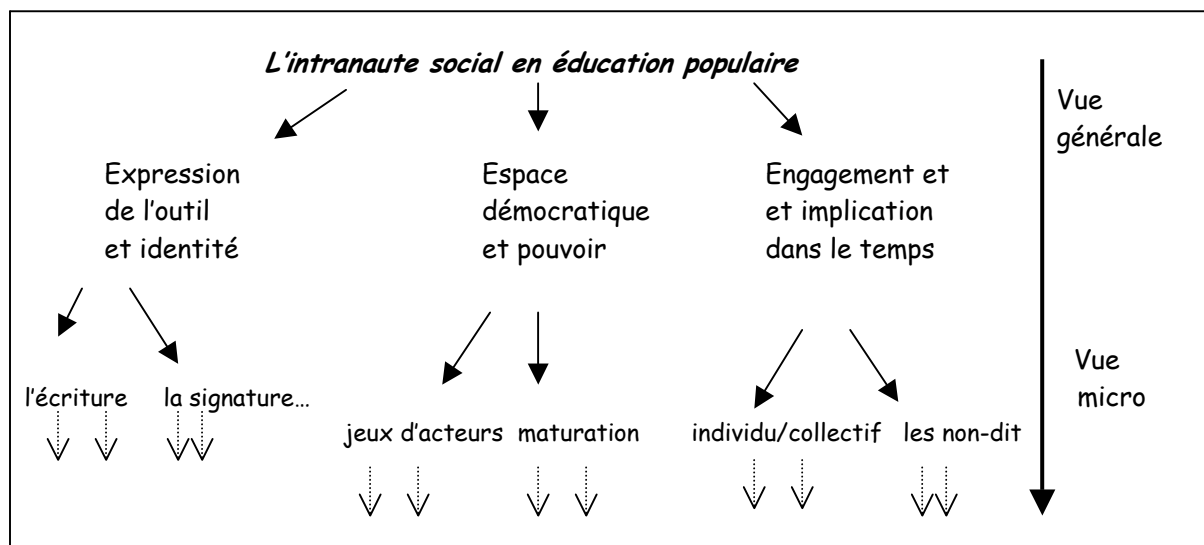 L'intranaute social en éducation populaire
Vue
générale
Expression
de l'outil
et identité
Espace
démocratique
et pouvoir
Engagement et
et implication
dans le temps
Vue
micro
l'écriture
la signature…
jeux d'acteurs
maturation
individu/collectif
les non-dit